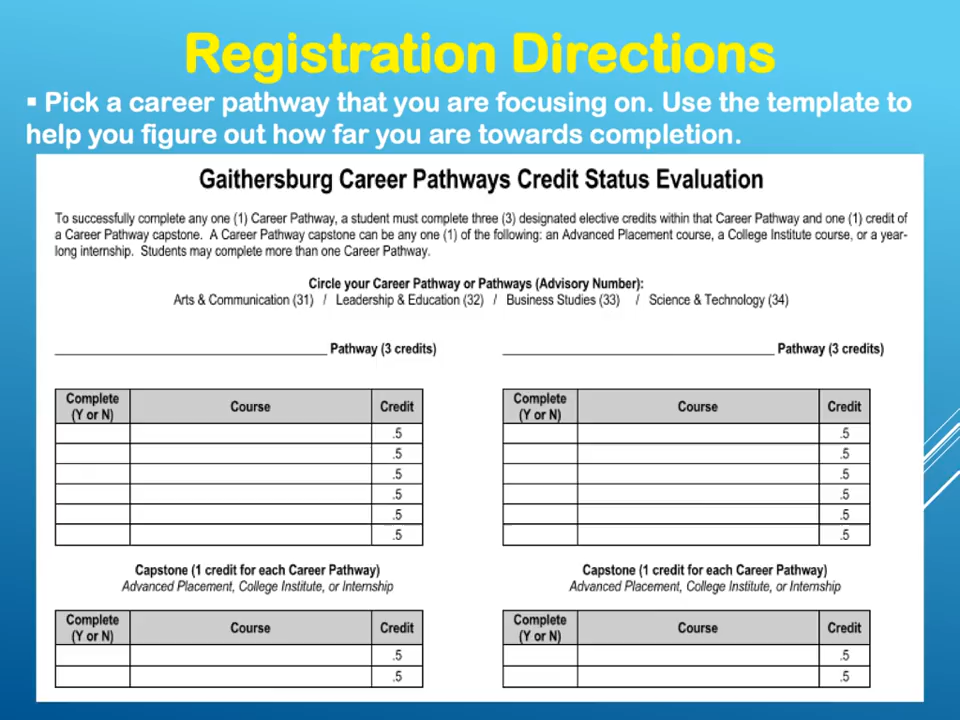 Registration Directions
▪ Pick a career pathway that you are focusing on. Use the template to
help you figure out how far you are towards completion.
Gaithersburg Career Pathways Credit Status Evaluation
To successfully complete any one (1) Career Pathway, a student must complete three (3) designated elective credits within that Career Pathway and one (1) credit of
a Career Pathway capstone. A Career Pathway capstone can be any one (1) of the following: an Advanced Placement course, a College Institute course, or a year-
long internship. Students may complete more than one Career Pathway.
Circle your Career Pathway or Pathways (Advisory Number):
Arts & Communication (31) / Leadership & Education (32) / Business Studies (33) / Science & Technology (34)
Pathway (3 credits) Pathway (3 credits)
Complete Complete
(Y or N) Course Credit (Y or N) Course Credit
.5 .5
.5 .5
.5 .5
.5 .5
.5 .5
.5 .5
Capstone (1 credit for each Career Pathway) Capstone (1 credit for each Career Pathway)
Advanced Placement, College Institute, or Internship Advanced Placement, College Institute, or Internship
Complete Complete
(Y or N) Course Credit (Y or N) Course Credit
.5 .5
.5 .5